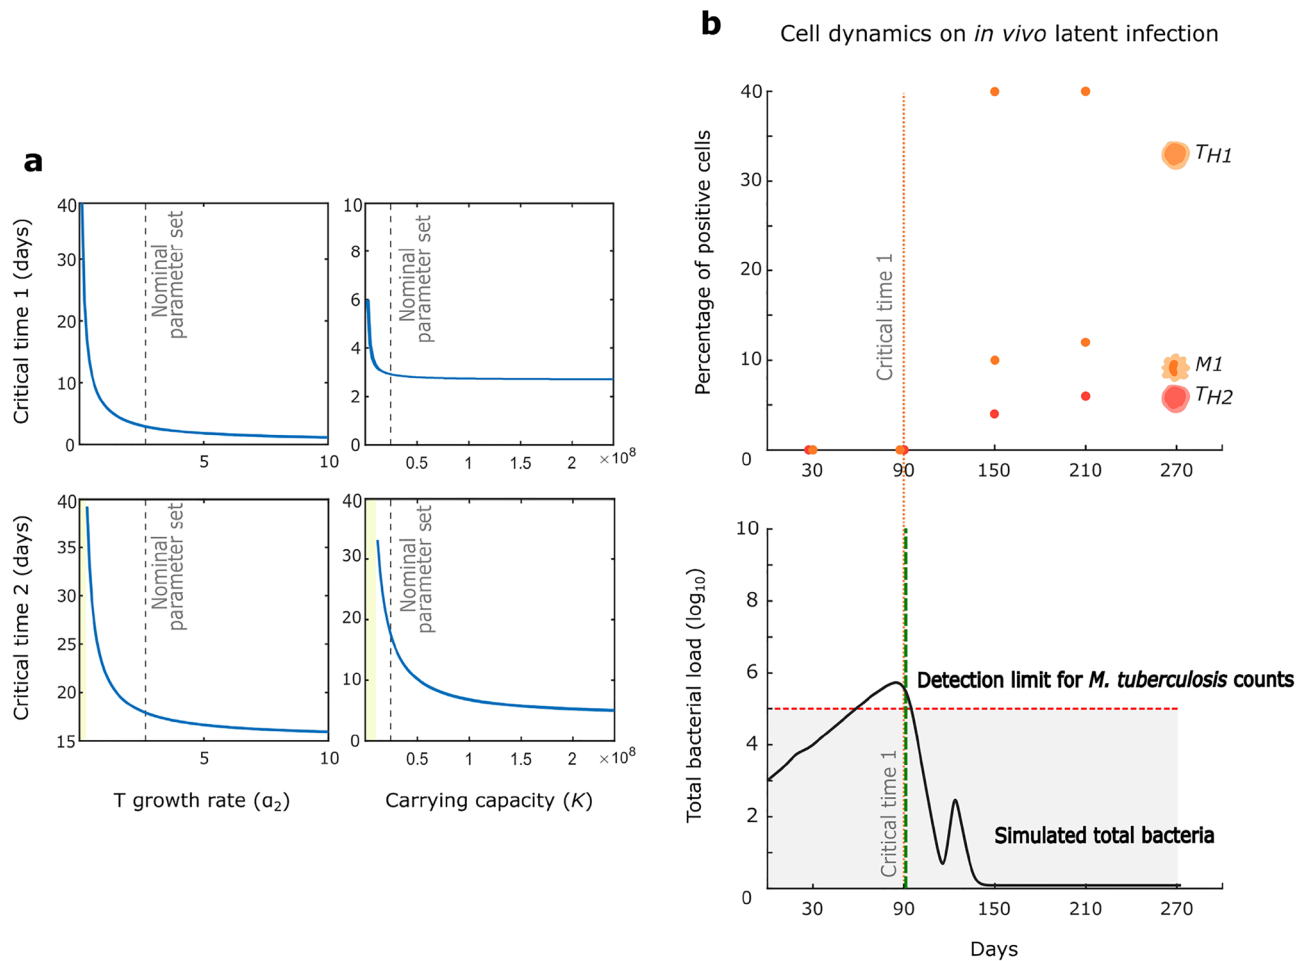 a
Critical time 1 (days)
40
30
20
10
0
5
10
Nominal
parameter set
10
8
6
4
2
0
0.5
1
1.5
2
×10⁸
Nominal
parameter set
Critical time 2 (days)
40
35
30
25
20
15
5
10
Nominal
parameter set
T growth rate (α₂)
40
30
20
10
0
0.5
1
1.5
2
×10⁸
Nominal
parameter set
Carrying capacity (K)
b
Cell dynamics on in vivo latent infection
Percentage of positive cells
40
30
20
10
0
30
90
150
210
270
Critical time 1
TH1
M1
TH2
Total bacterial load (log₁₀)
10
8
6
4
2
0
30
90
150
210
270
Critical time 1
Detection limit for M. tuberculosis counts
Simulated total bacteria
Days